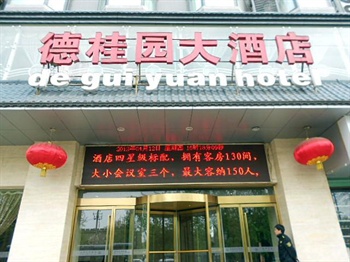 德桂园大酒店
de gui yuan hotel
酒店四星级标配，拥有客房130间，
大小会议室三个，最大容纳150人。